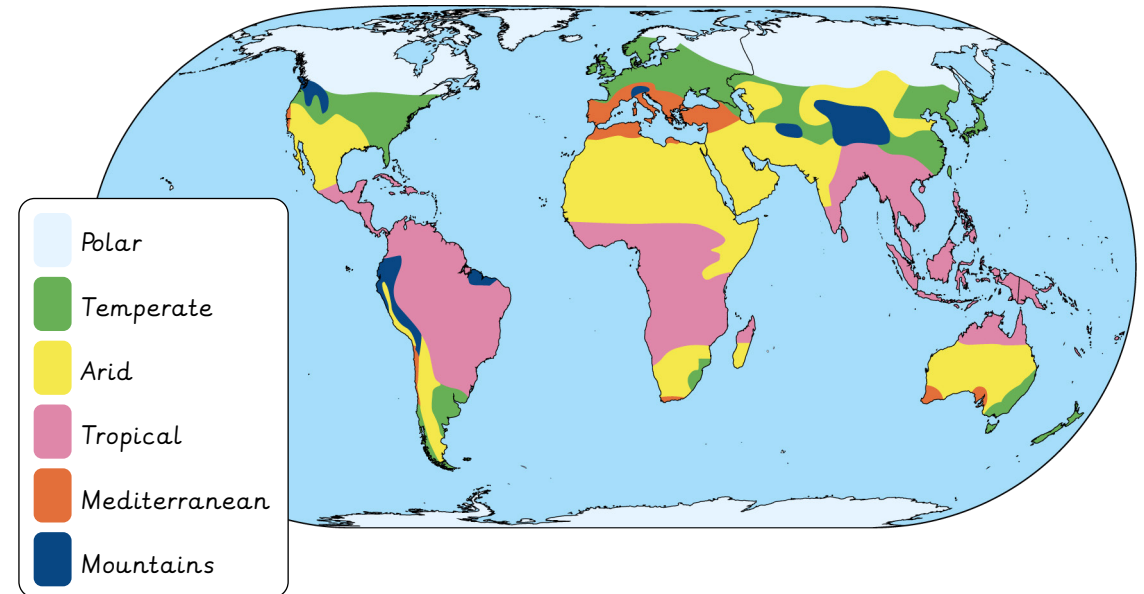 Polar
Temperate
Arid
Tropical
Mediterranean
Mountains